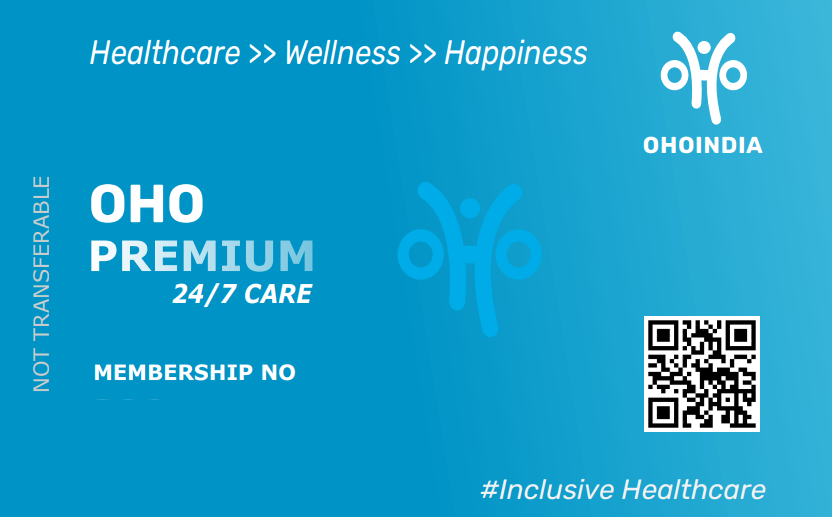 Healthcare >> Wellness >> Happiness
OHOINDIA
NOT TRANSFERABLE
OHO
PREMIUM
24/7 CARE
MEMBERSHIP NO
#Inclusive Healthcare